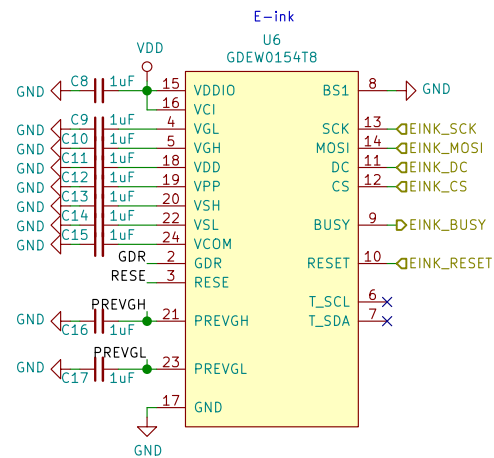 E-ink
U6
GDEW0154T8
VDD
GND C8 1uF 15 VDDIO BS1 8 GND
16 VCI
GND C9 1uF 4 VGL SCK 13 EINK_SCK
GND C10 1uF 5 VGH MOSI 14 EINK_MOSI
GND C11 1uF 18 VDD DC 11 EINK_DC
GND C12 1uF 19 VPP CS 12 EINK_CS
GND C13 1uF 20 VSH
GND C14 1uF 22 VSL BUSY 9 EINK_BUSY
GND C15 1uF 24 VCOM
GDR 2 GDR RESET 10 EINK_RESET
RESE 3 RESE
T_SCL 6
PREVGH
GND C16 1uF 21 PREVGH T_SDA 7
PREVGL
GND C17 1uF 23 PREVGL
17 GND
GND